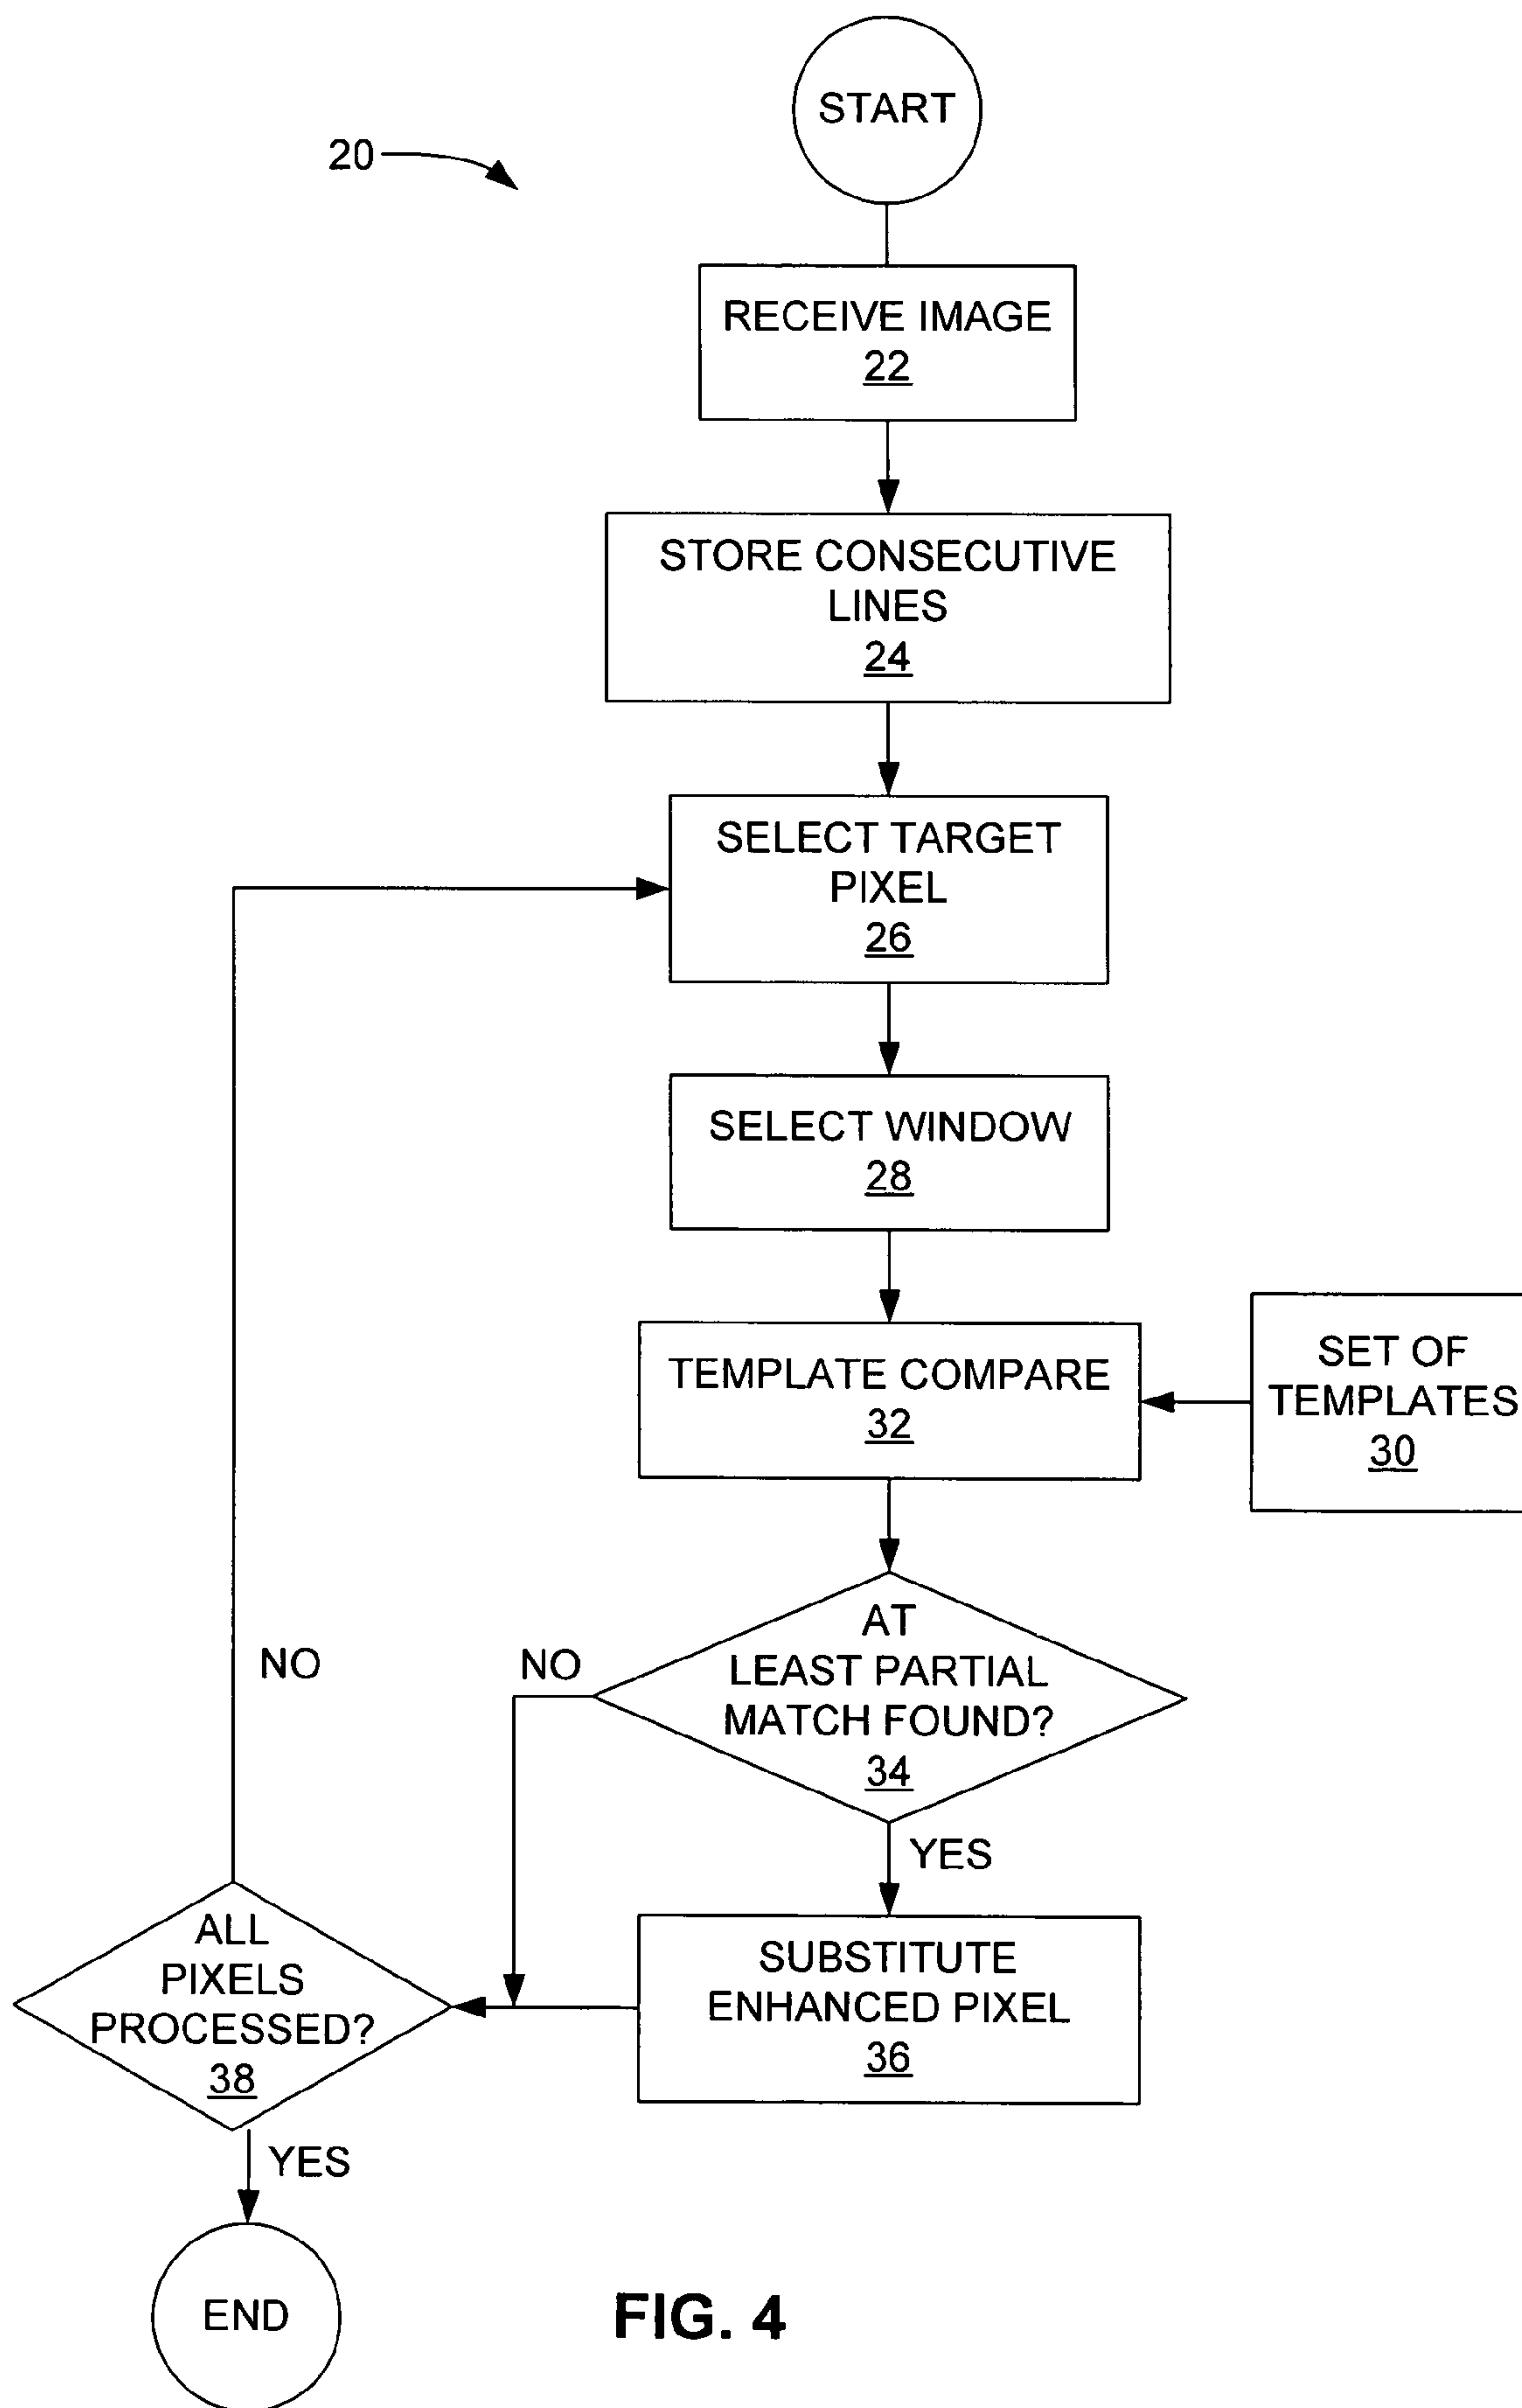 START
20
RECEIVE IMAGE
22
STORE CONSECUTIVE
LINES
24
SELECT TARGET
PIXEL
26
SELECT WINDOW
28
TEMPLATE COMPARE
32
SET OF
TEMPLATES
30
AT
LEAST PARTIAL
MATCH FOUND?
34
NO
NO
YES
SUBSTITUTE
ENHANCED PIXEL
36
ALL
PIXELS
PROCESSED?
38
YES
END
FIG. 4